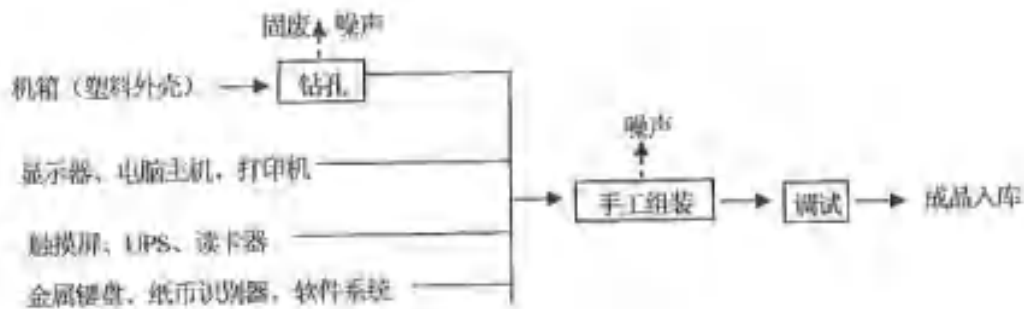 固废 噪声
机箱（塑料外壳）
钻孔
噪声
显示器、电脑主机，打印机
手工组装
调试
成品入库
触摸屏、UPS、读卡器
金属键盘、纸币识别器，软件系统